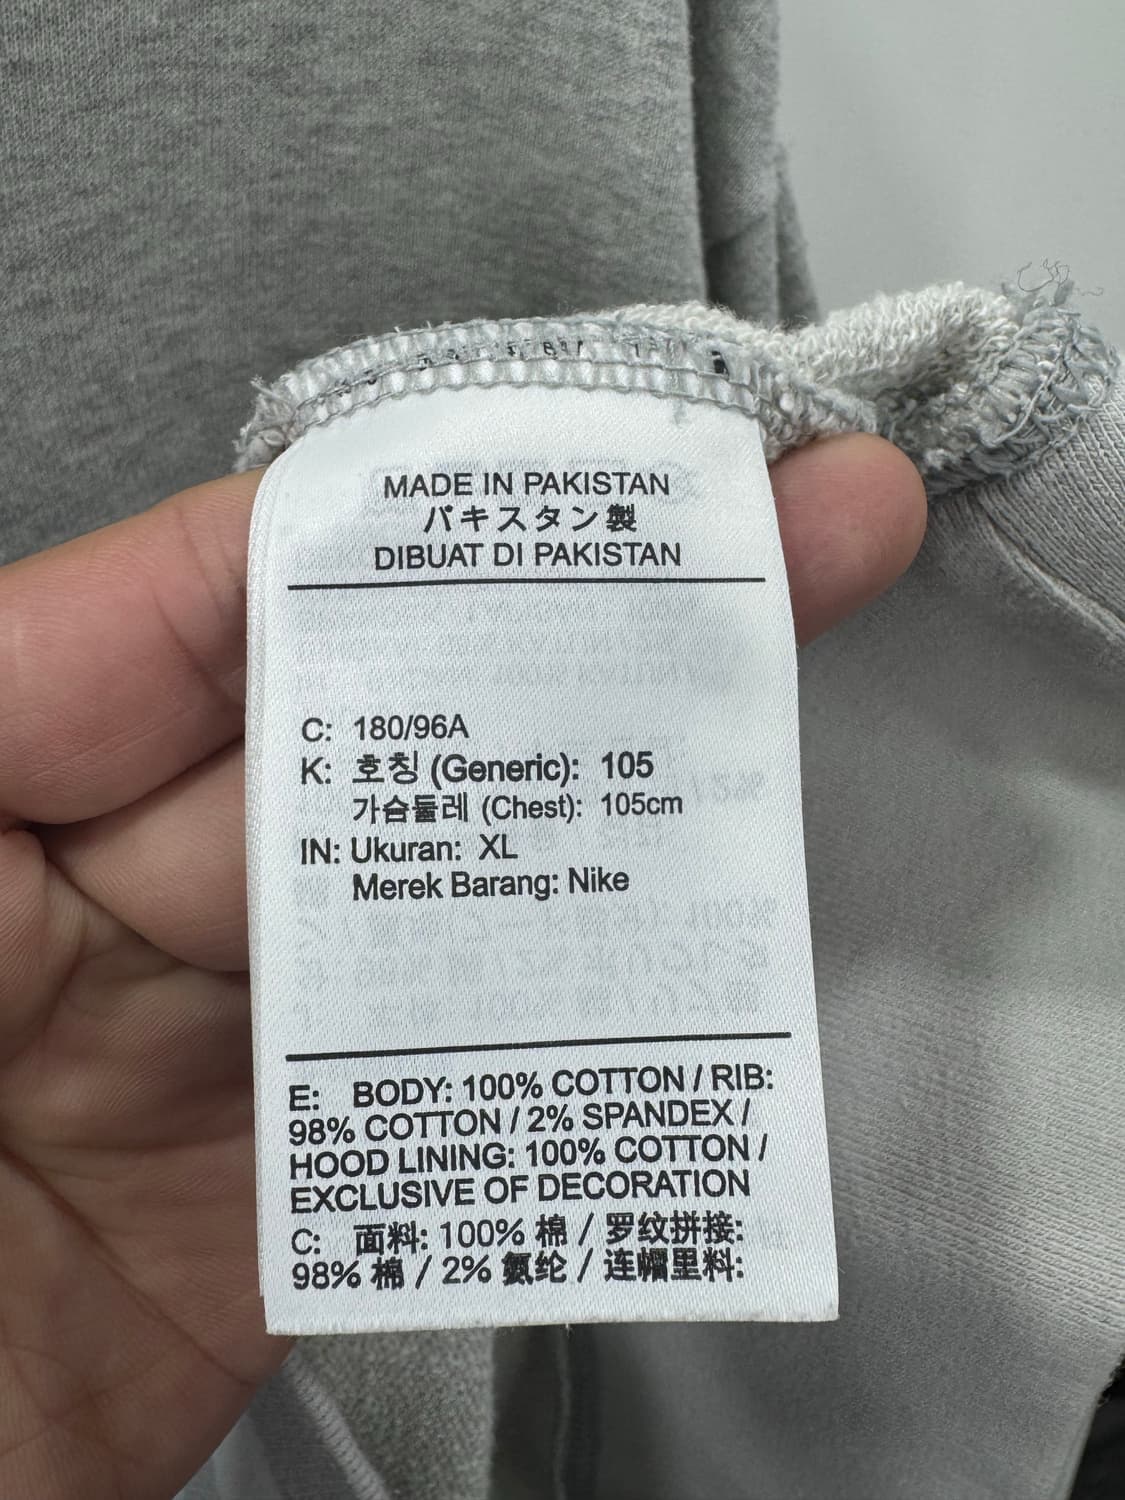 MADE IN PAKISTAN
パキスタン製
DIBUAT DI PAKISTAN
C: 180/96A
K: 호칭 (Generic): 105
가슴둘레 (Chest): 105cm
IN: Ukuran: XL
Merek Barang: Nike
E: BODY: 100% COTTON / RIB:
98% COTTON / 2% SPANDEX /
HOOD LINING: 100% COTTON /
EXCLUSIVE OF DECORATION
C: 面料: 100% 棉 / 罗纹拼接:
98% 棉 / 2% 氨纶 / 连帽里料: